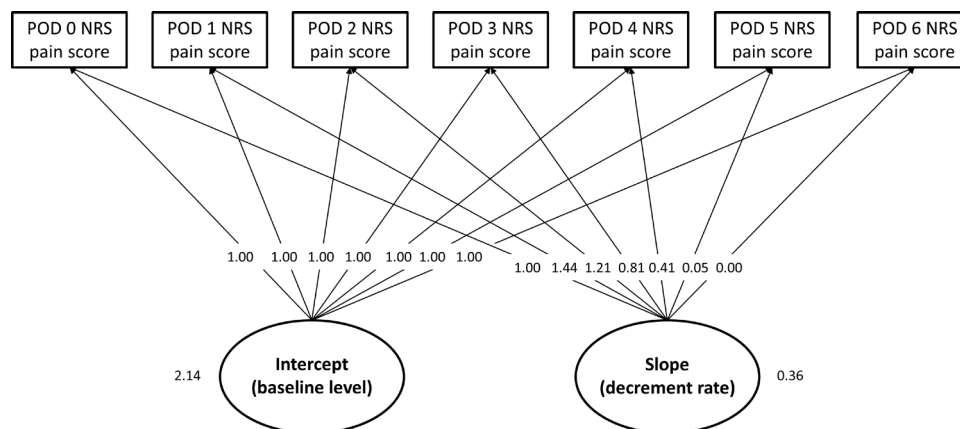 POD 0 NRS
pain score
POD 1 NRS
pain score
POD 2 NRS
pain score
POD 3 NRS
pain score
POD 4 NRS
pain score
POD 5 NRS
pain score
POD 6 NRS
pain score
1.00 1.00 1.00 1.00 1.00 1.00 1.00
1.00 1.44 1.21 0.81 0.41 0.05 0.00
2.14
Intercept
(baseline level)
Slope
(decrement rate)
0.36